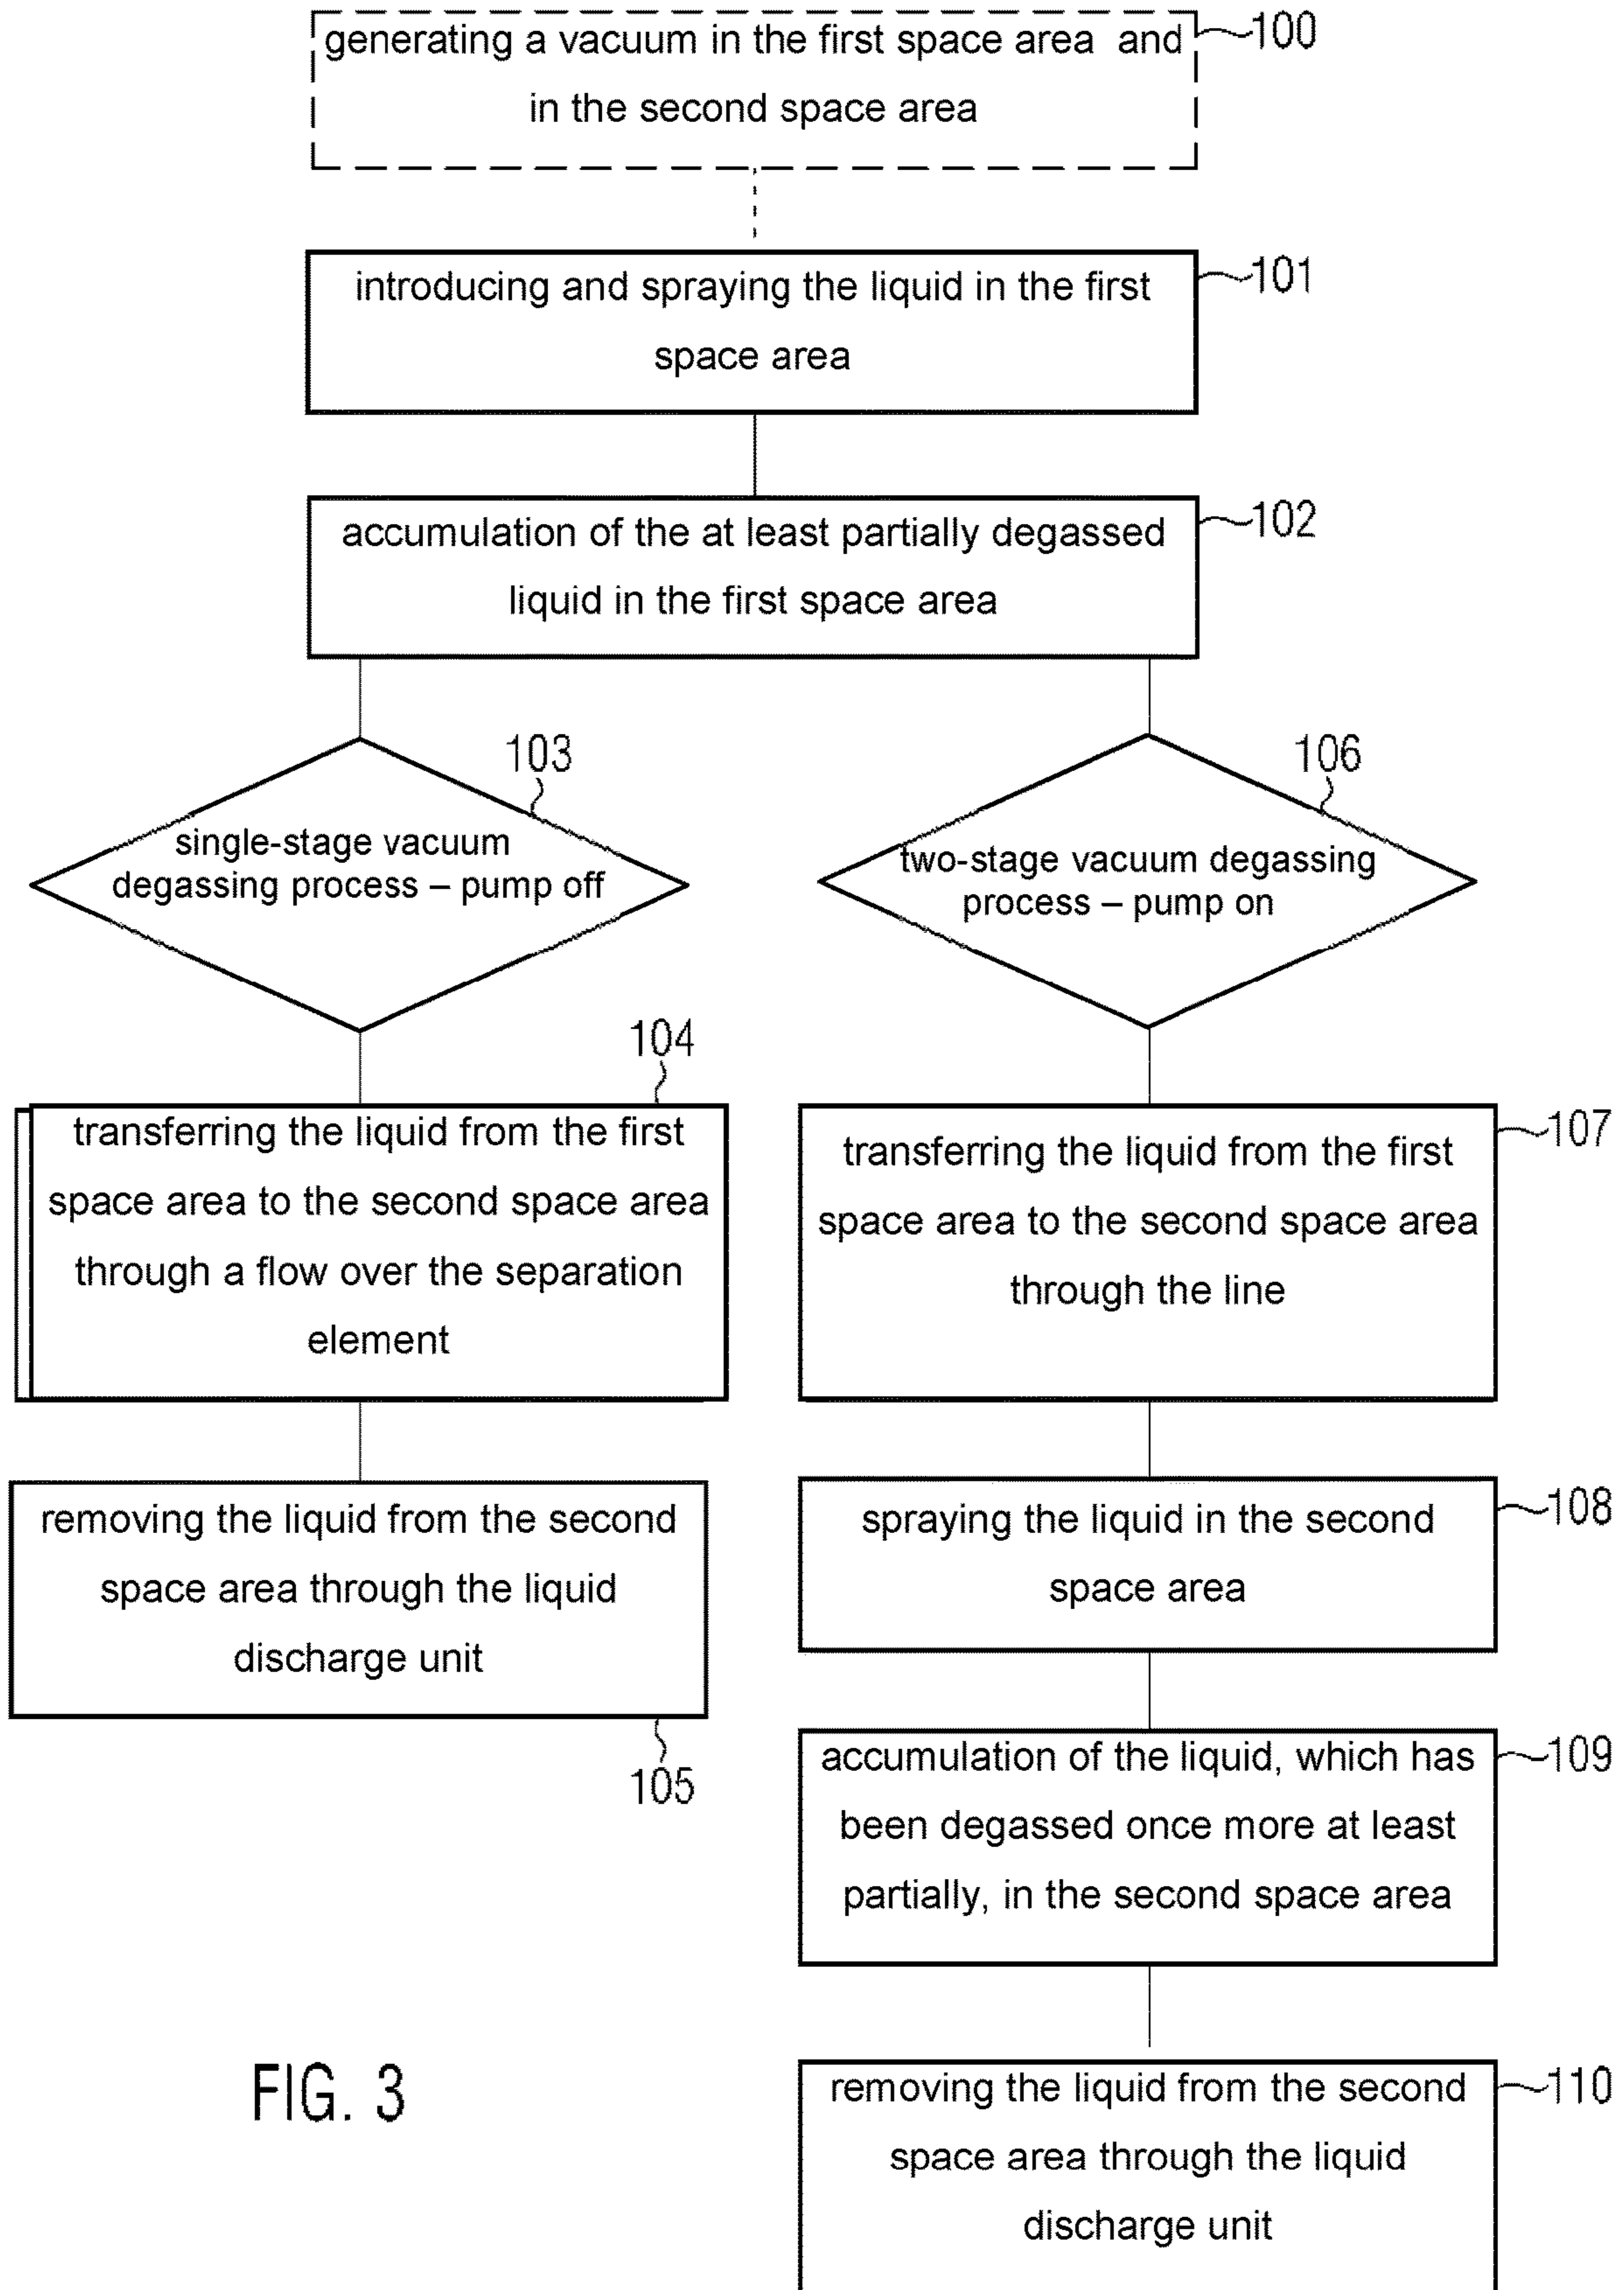 generating a vacuum in the first space area and
in the second space area
100
introducing and spraying the liquid in the first
space area
101
accumulation of the at least partially degassed
liquid in the first space area
102
103
single-stage vacuum
degassing process – pump off
106
two-stage vacuum degassing
process – pump on
104
transferring the liquid from the first
space area to the second space area
through a flow over the separation
element
removing the liquid from the second
space area through the liquid
discharge unit
105
transferring the liquid from the first
space area to the second space area
through the line
107
spraying the liquid in the second
space area
108
accumulation of the liquid, which has
been degassed once more at least
partially, in the second space area
109
removing the liquid from the second
space area through the liquid
discharge unit
110
FIG. 3